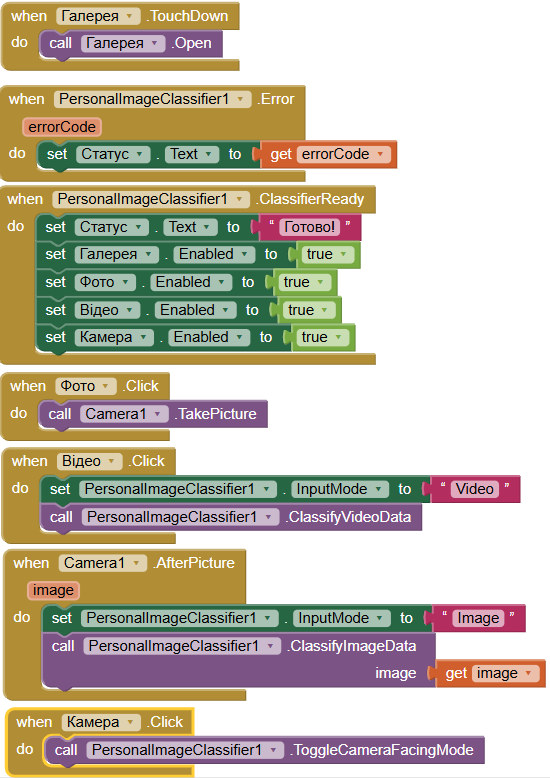 when Галерея .TouchDown
do call Галерея .Open
when PersonalImageClassifier1 .Error
errorCode
do set Статус . Text to get errorCode
when PersonalImageClassifier1 .ClassifierReady
do set Статус . Text to " Готово! "
set Галерея . Enabled to true
set Фото . Enabled to true
set Відео . Enabled to true
set Камера . Enabled to true
when Фото .Click
do call Camera1 .TakePicture
when Відео .Click
do set PersonalImageClassifier1 . InputMode to " Video "
call PersonalImageClassifier1 .ClassifyVideoData
when Camera1 .AfterPicture
image
do set PersonalImageClassifier1 . InputMode to " Image "
call PersonalImageClassifier1 .ClassifyImageData
image get image
when Камера .Click
do call PersonalImageClassifier1 .ToggleCameraFacingMode